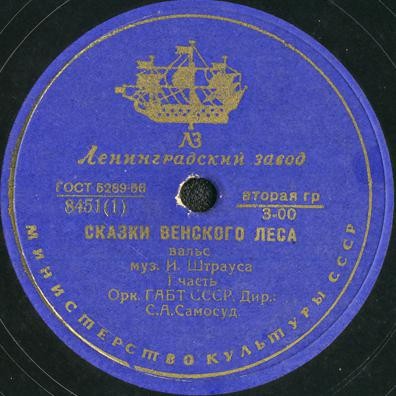 ЛЗ
Ленинградский завод
ГОСТ 5289-56
8451(1)
вторая гр
3-00
СКАЗКИ ВЕНСКОГО ЛЕСА
вальс
муз. И. Штрауса
I часть
Орк. ГАБТ СССР. Дир.:
С.А.Самосуд.
МИНИСТЕРСТВО КУЛЬТУРЫ СССР